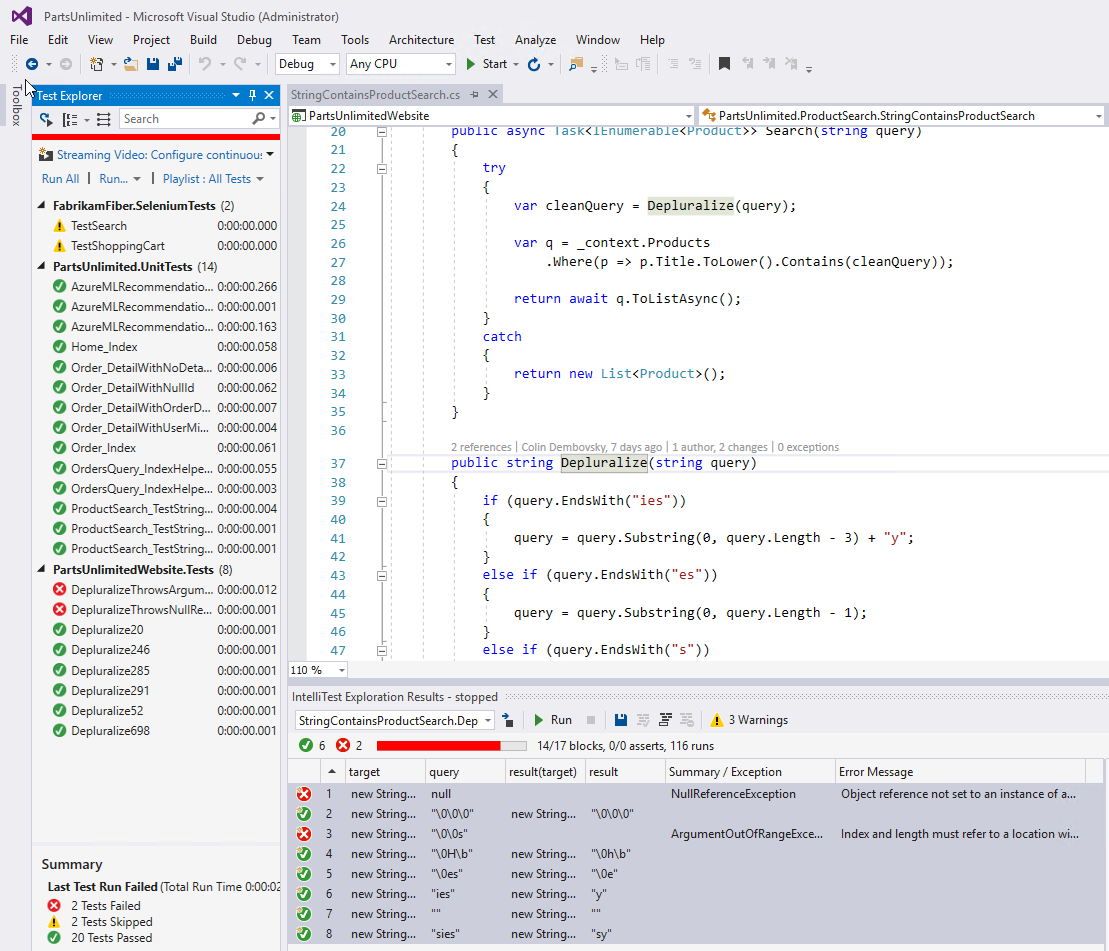 PartsUnlimited - Microsoft Visual Studio (Administrator)
File Edit View Project Build Debug Team Tools Architecture Test Analyze Window Help
Debug Any CPU Start
Toolbox
Test Explorer
Search
Streaming Video: Configure continuou:
Run All | Run... | Playlist : All Tests
FabrikamFiber.SeleniumTests (2)
TestSearch 0:00:00.000
TestShoppingCart 0:00:00.000
PartsUnlimited.UnitTests (14)
AzureMLRecommendatio... 0:00:00.266
AzureMLRecommendatio... 0:00:00.001
AzureMLRecommendatio... 0:00:00.163
Home_Index 0:00:00.058
Order_DetailWithNoDeta... 0:00:00.006
Order_DetailWithNullId 0:00:00.062
Order_DetailWithOrderD... 0:00:00.007
Order_DetailWithUserMi... 0:00:00.004
Order_Index 0:00:00.061
OrdersQuery_IndexHelpe... 0:00:00.055
OrdersQuery_IndexHelpe... 0:00:00.003
ProductSearch_TestString... 0:00:00.004
ProductSearch_TestString... 0:00:00.001
ProductSearch_TestString... 0:00:00.001
PartsUnlimitedWebsite.Tests (8)
DepluralizeThrowsArgum... 0:00:00.012
DepluralizeThrowsNullRe... 0:00:00.001
Depluralize20 0:00:00.001
Depluralize246 0:00:00.001
Depluralize285 0:00:00.001
Depluralize291 0:00:00.001
Depluralize52 0:00:00.001
Depluralize698 0:00:00.001
Summary
Last Test Run Failed (Total Run Time 0:00:02
2 Tests Failed
2 Tests Skipped
20 Tests Passed
StringContainsProductSearch.cs
PartsUnlimitedWebsite PartsUnlimited.ProductSearch.StringContainsProductSearch
20 public async Task<IEnumerable<Product>> Search(string query)
21 {
22 try
23 {
24 var cleanQuery = Depluralize(query);
25
26 var q = _context.Products
27 .Where(p => p.Title.ToLower().Contains(cleanQuery));
28
29 return await q.ToListAsync();
30 }
31 catch
32 {
33 return new List<Product>();
34 }
35 }
36
2 references | Colin Dembovsky, 7 days ago | 1 author, 2 changes | 0 exceptions
37 public string Depluralize(string query)
38 {
39 if (query.EndsWith("ies"))
40 {
41 query = query.Substring(0, query.Length - 3) + "y";
42 }
43 else if (query.EndsWith("es"))
44 {
45 query = query.Substring(0, query.Length - 1);
46 }
47 else if (query.EndsWith("s"))
110 %
IntelliTest Exploration Results - stopped
StringContainsProductSearch.Dep Run 3 Warnings
6 2 14/17 blocks, 0/0 asserts, 116 runs
target query result(target) result Summary / Exception Error Message
1 new String... null NullReferenceException Object reference not set to an instance of a...
2 new String... "\0\0\0" new String... "\0\0\0"
3 new String... "\0\0s" ArgumentOutOfRangeExce... Index and length must refer to a location wi...
4 new String... "\0H\b" new String... "\0h\b"
5 new String... "\0es" new String... "\0e"
6 new String... "ies" new String... "y"
7 new String... "" new String... ""
8 new String... "sies" new String... "sy"